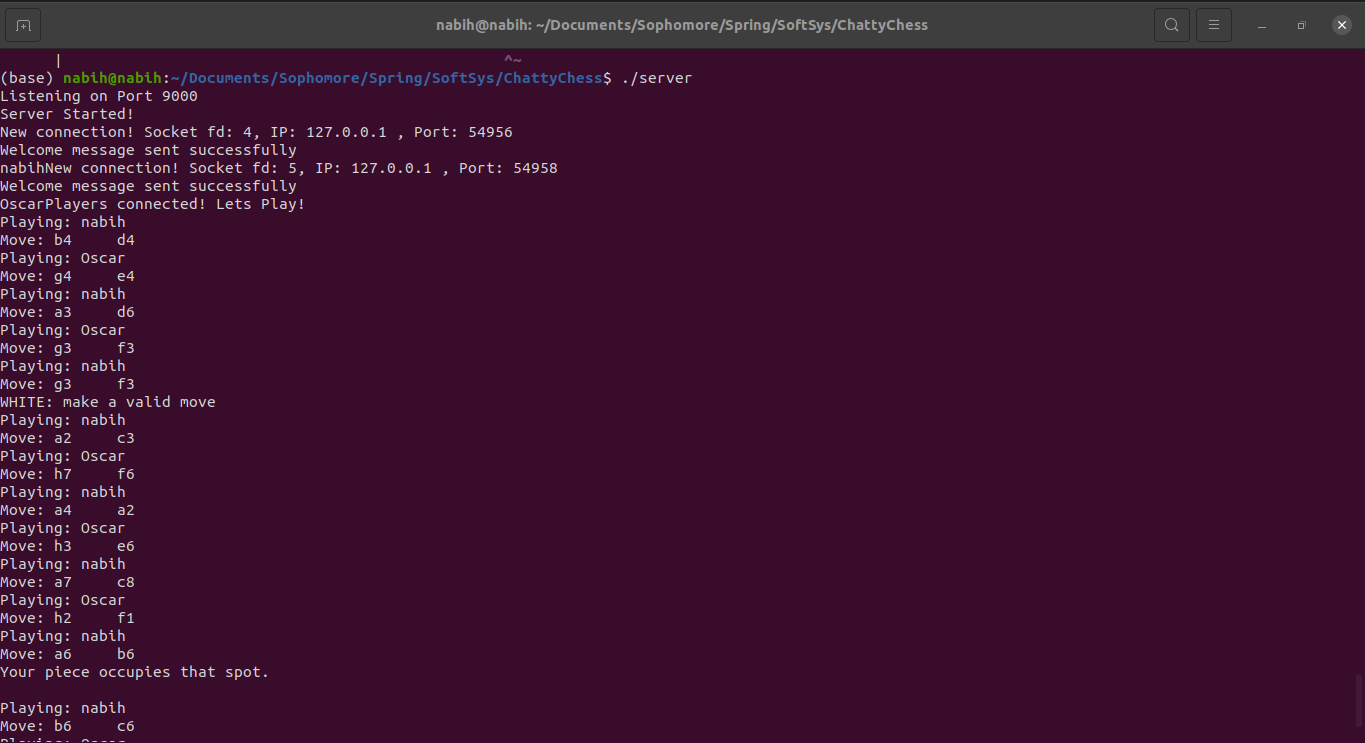 nabih@nabih: ~/Documents/Sophomore/Spring/SoftSys/ChattyChess
| ^~
(base) nabih@nabih:~/Documents/Sophomore/Spring/SoftSys/ChattyChess$ ./server
Listening on Port 9000
Server Started!
New connection! Socket fd: 4, IP: 127.0.0.1 , Port: 54956
Welcome message sent successfully
nabihNew connection! Socket fd: 5, IP: 127.0.0.1 , Port: 54958
Welcome message sent successfully
OscarPlayers connected! Lets Play!
Playing: nabih
Move: b4     d4
Playing: Oscar
Move: g4     e4
Playing: nabih
Move: a3     d6
Playing: Oscar
Move: g3     f3
Playing: nabih
Move: g3     f3
WHITE: make a valid move
Playing: nabih
Move: a2     c3
Playing: Oscar
Move: h7     f6
Playing: nabih
Move: a4     a2
Playing: Oscar
Move: h3     e6
Playing: nabih
Move: a7     c8
Playing: Oscar
Move: h2     f1
Playing: nabih
Move: a6     b6
Your piece occupies that spot.
Playing: nabih
Move: b6     c6
Playing: Oscar